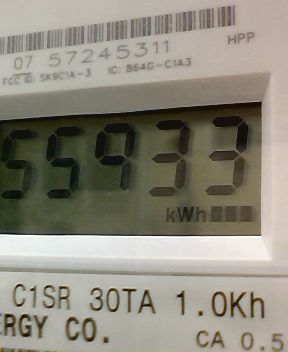 07 57245311
HPP
FCC ID: SK9C1A-3 IC: 864G-C1A3
55933
kWh
C1SR 30TA 1.0Kh
ERGY CO.
CA 0.5